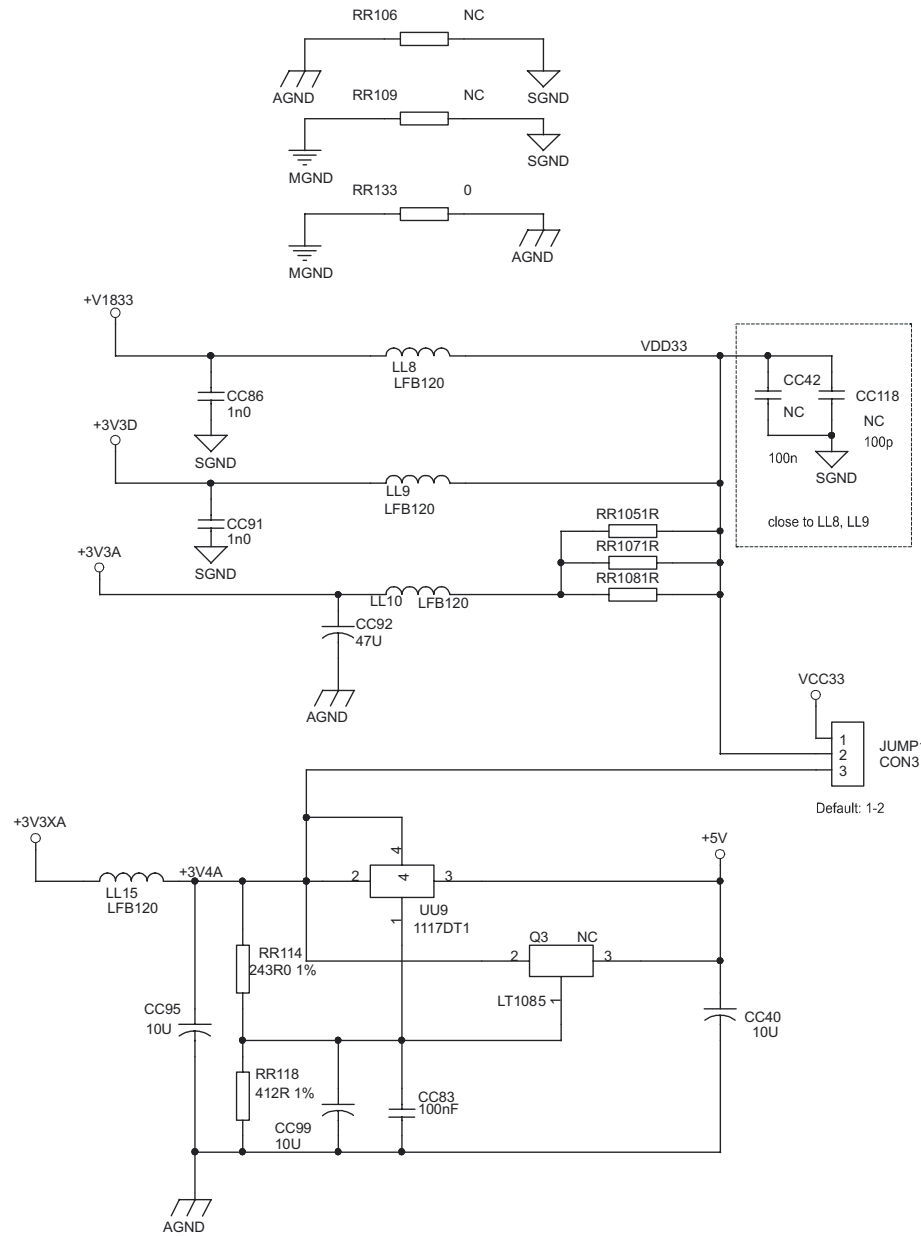 RR106 NC
AGND SGND
RR109 NC
SGND
MGND
RR133 0
AGND
MGND
+V1833
VDD33
LL8
LFB120
CC86
1n0
SGND
CC42
NC
100n
CC118
NC
100p
SGND
close to LL8, LL9
+3V3D
LL9
LFB120
CC91
1n0
SGND
RR1051R
RR1071R
RR1081R
+3V3A
LL10 LFB120
CC92
47U
AGND
VCC33
1
2
3
JUMP
CON3
Default: 1-2
+3V3XA
LL15
LFB120
+3V4A
2 4 4 3
1
UU9
1117DT1
+5V
Q3 NC
2 3
1
LT1085
RR114
243R0 1%
CC95
10U
CC40
10U
RR118
412R 1%
CC99
10U
CC83
100nF
AGND